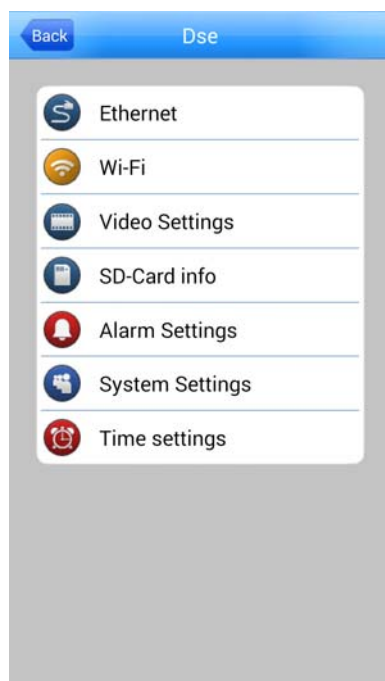 Back Dse
Ethernet
Wi-Fi
Video Settings
SD-Card info
Alarm Settings
System Settings
Time settings